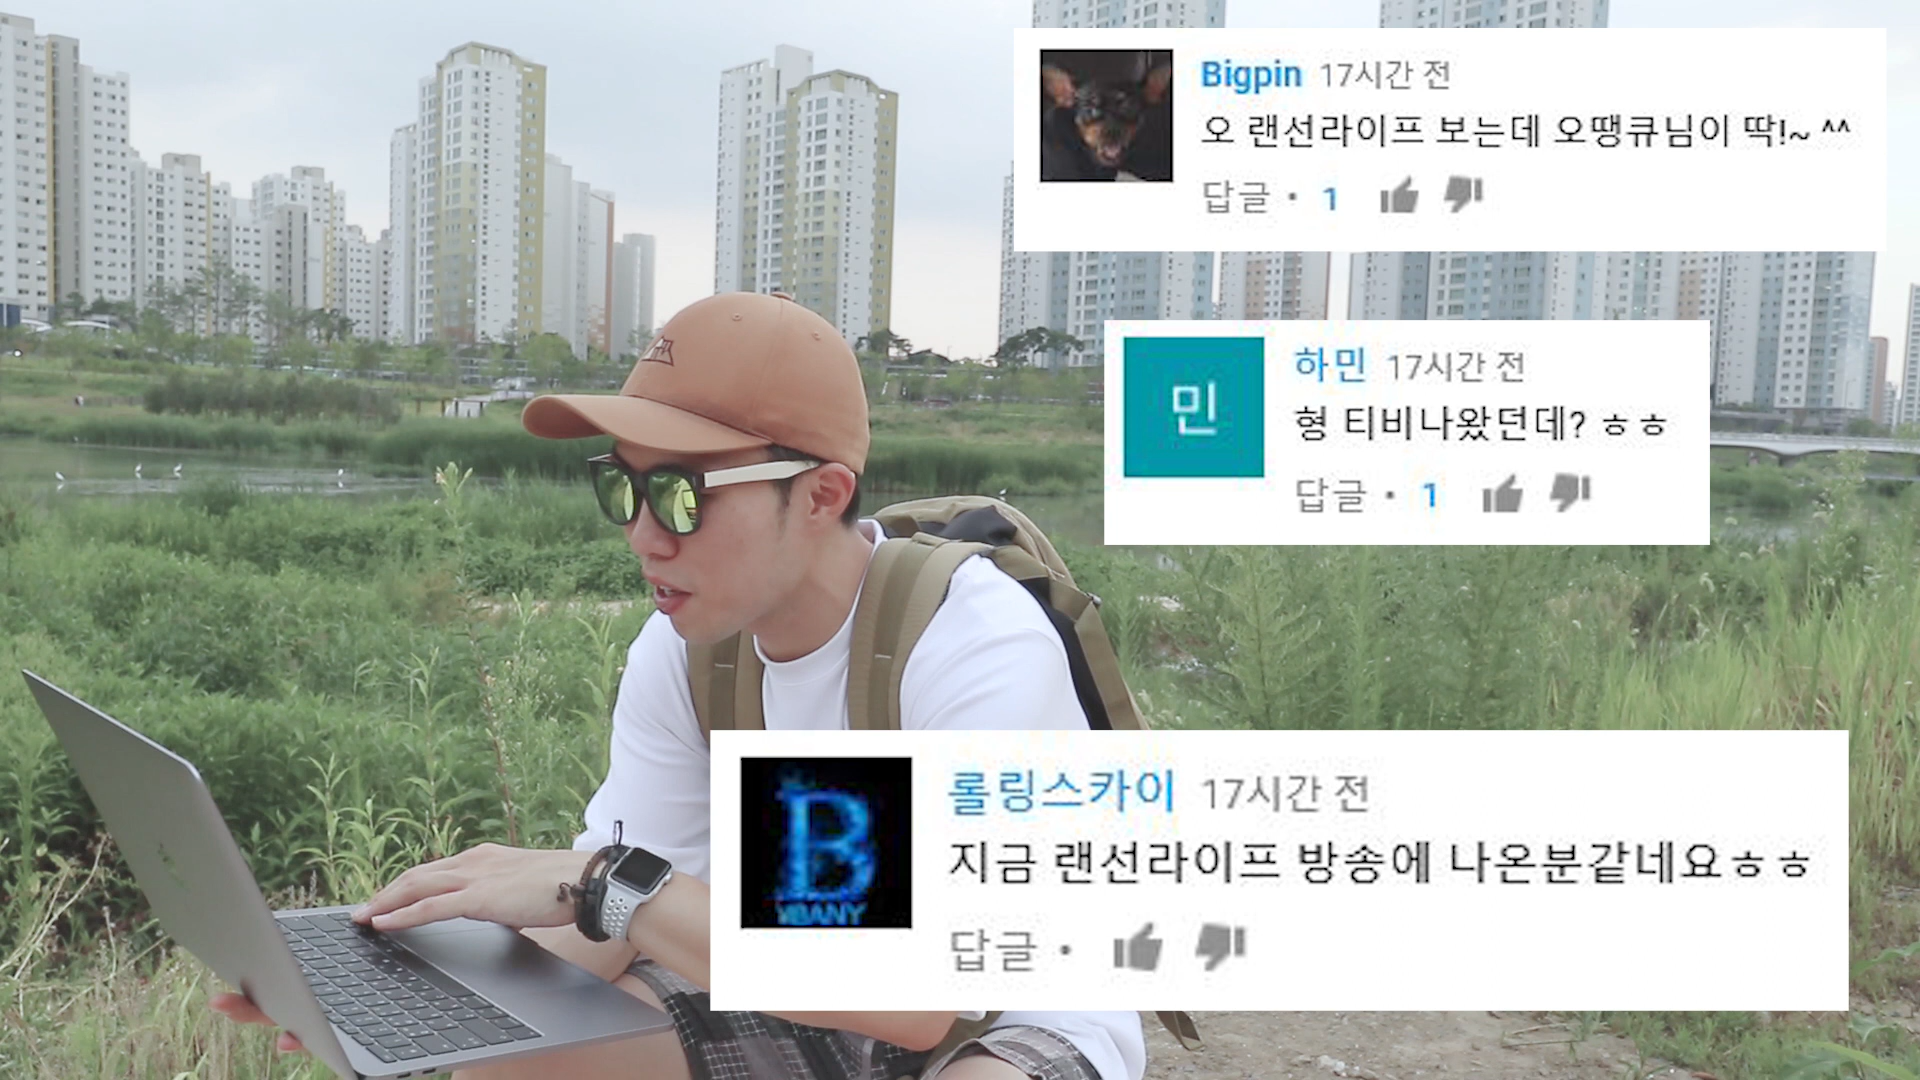 Bigpin 17시간 전
오 랜선라이프 보는데 오땡큐님이 딱!~ ^^
답글 • 1
민
하민 17시간 전
형 티비나왔던데? ㅎㅎ
답글 • 1
B
롤링스카이 17시간 전
지금 랜선라이프 방송에 나온분같네요ㅎㅎ
답글 •